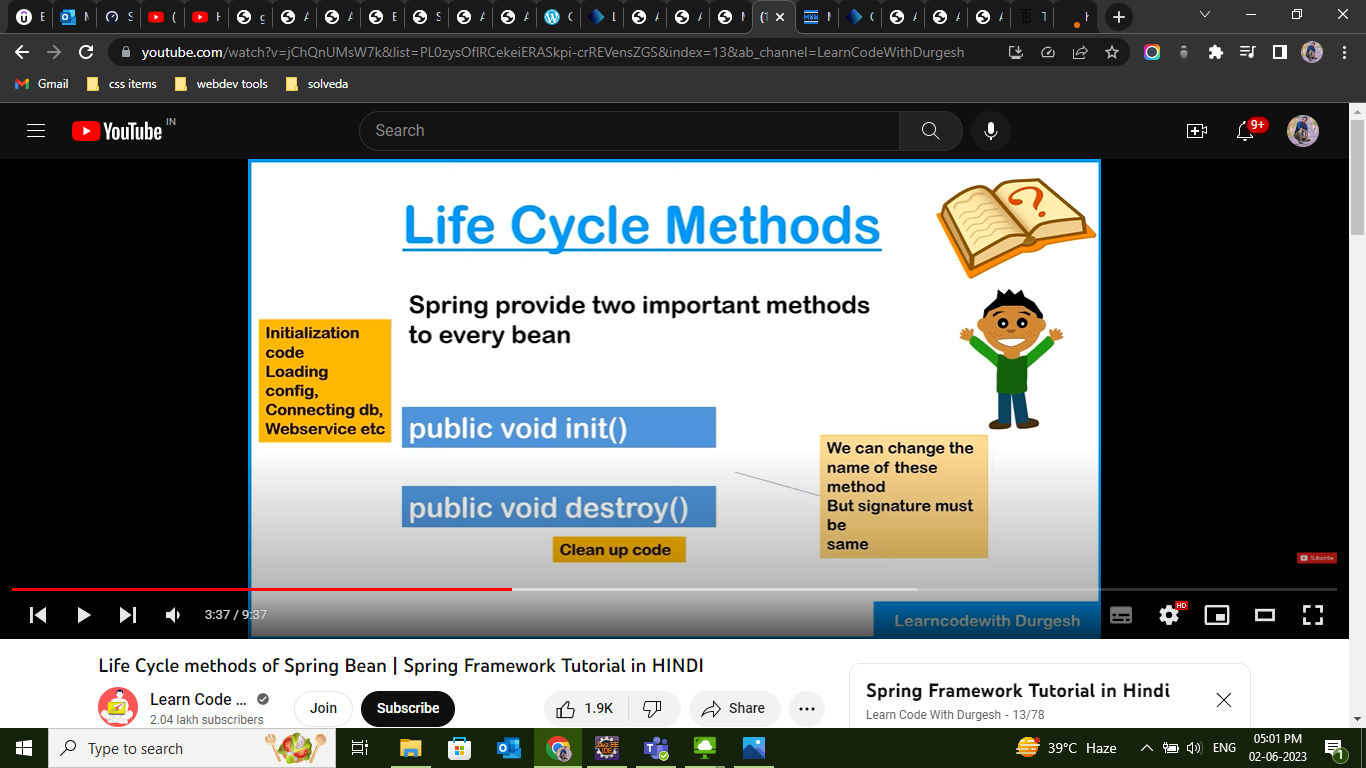 youtube.com/watch?v=jChQnUMsW7k&list=PL0zysOflRCekeiERASkpi-crREVensZGS&index=13&ab_channel=LearnCodeWithDurgesh
Gmail
css items
webdev tools
solveda
YouTube IN
Search
9+
Life Cycle Methods
Spring provide two important methods
to every bean
Initialization
code
Loading
config,
Connecting db,
Webservice etc
public void init()
public void destroy()
Clean up code
We can change the
name of these
method
But signature must
be
same
Subscribe
3:37 / 9:37
HD
Learncodewith Durgesh
Life Cycle methods of Spring Bean | Spring Framework Tutorial in HINDI
Learn Code ...
2.04 lakh subscribers
Join
Subscribe
1.9K
Share
Spring Framework Tutorial in Hindi
Learn Code With Durgesh - 13/78
Type to search
39°C Haze
ENG
05:01 PM
02-06-2023
1